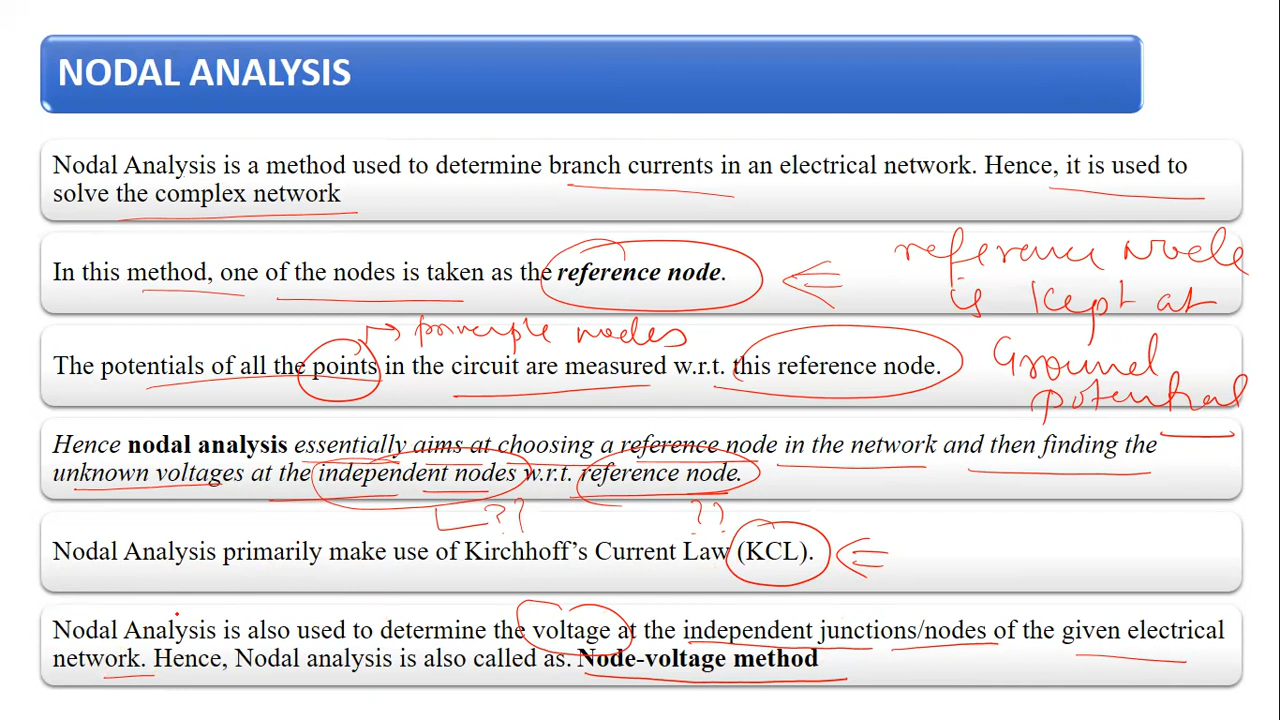 NODAL ANALYSIS
Nodal Analysis is a method used to determine branch currents in an electrical network. Hence, it is used to
solve the complex network
In this method, one of the nodes is taken as the reference node.
reference node
is kept at
Ground
potential
principle nodes
The potentials of all the points in the circuit are measured w.r.t. this reference node.
Hence nodal analysis essentially aims at choosing a reference node in the network and then finding the
unknown voltages at the independent nodes w.r.t. reference node.
?? ??
Nodal Analysis primarily make use of Kirchhoff’s Current Law (KCL).
Nodal Analysis is also used to determine the voltage at the independent junctions/nodes of the given electrical
network. Hence, Nodal analysis is also called as. Node-voltage method